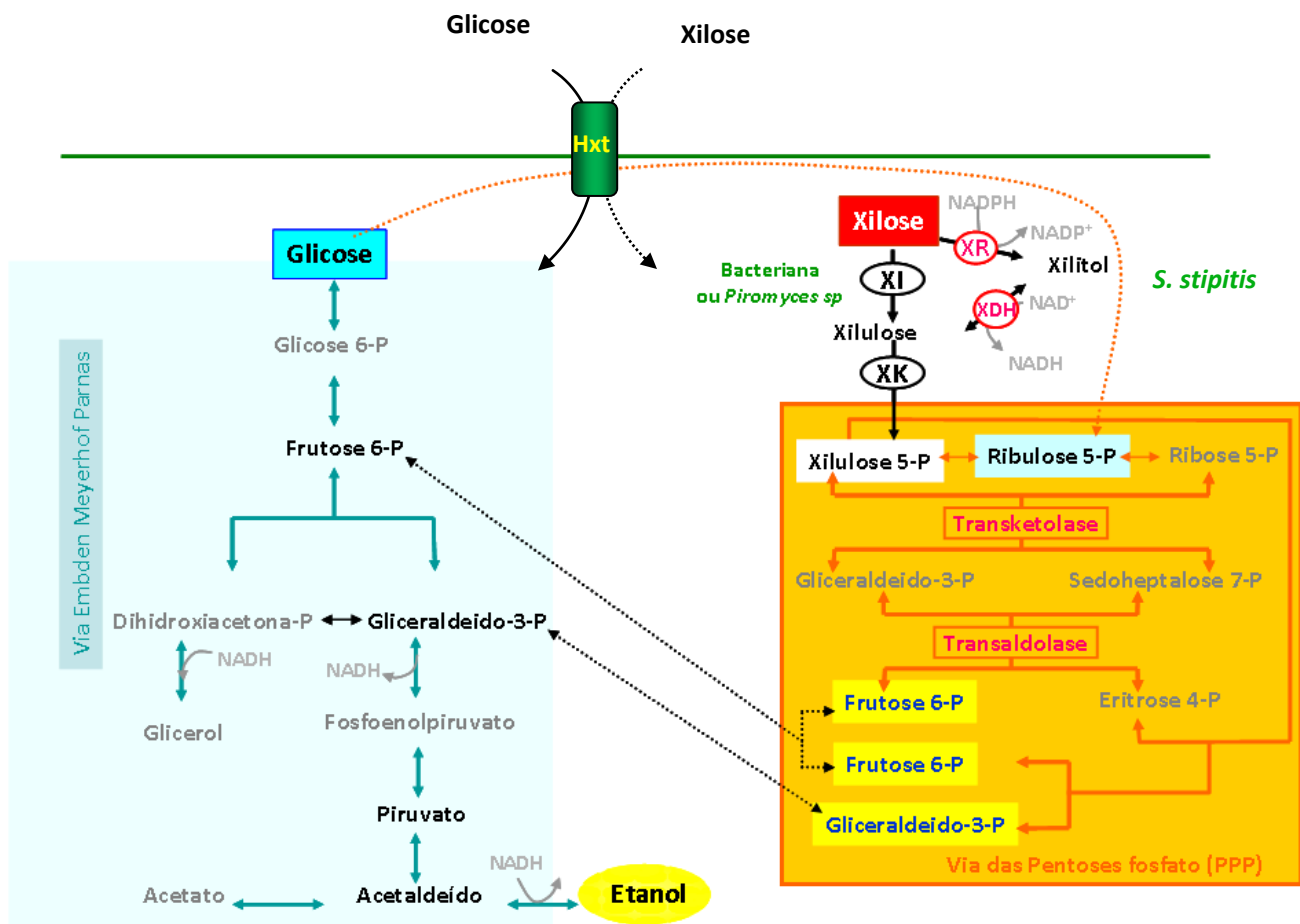 Glicose
Xilose
Hxt
Glicose
Xilose
NADPH
NADP+
XR
Xilitol
Bacteriana
ou Piromyces sp
XI
S. stipitis
XDH
NAD+
Xilulose
NADH
XK
Glicose 6-P
Via Embden Meyerhof Parnas
Frutose 6-P
Xilulose 5-P
Ribulose 5-P
Ribose 5-P
Transketolase
Gliceraldeido-3-P
Sedoheptalose 7-P
Dihidroxiacetona-P
Gliceraldeido-3-P
Transaldolase
NADH
NADH
Frutose 6-P
Eritrose 4-P
Glicerol
Fosfoenolpiruvato
Frutose 6-P
Piruvato
Gliceraldeido-3-P
Via das Pentoses fosfato (PPP)
NADH
Acetato
Acetaldeído
Etanol